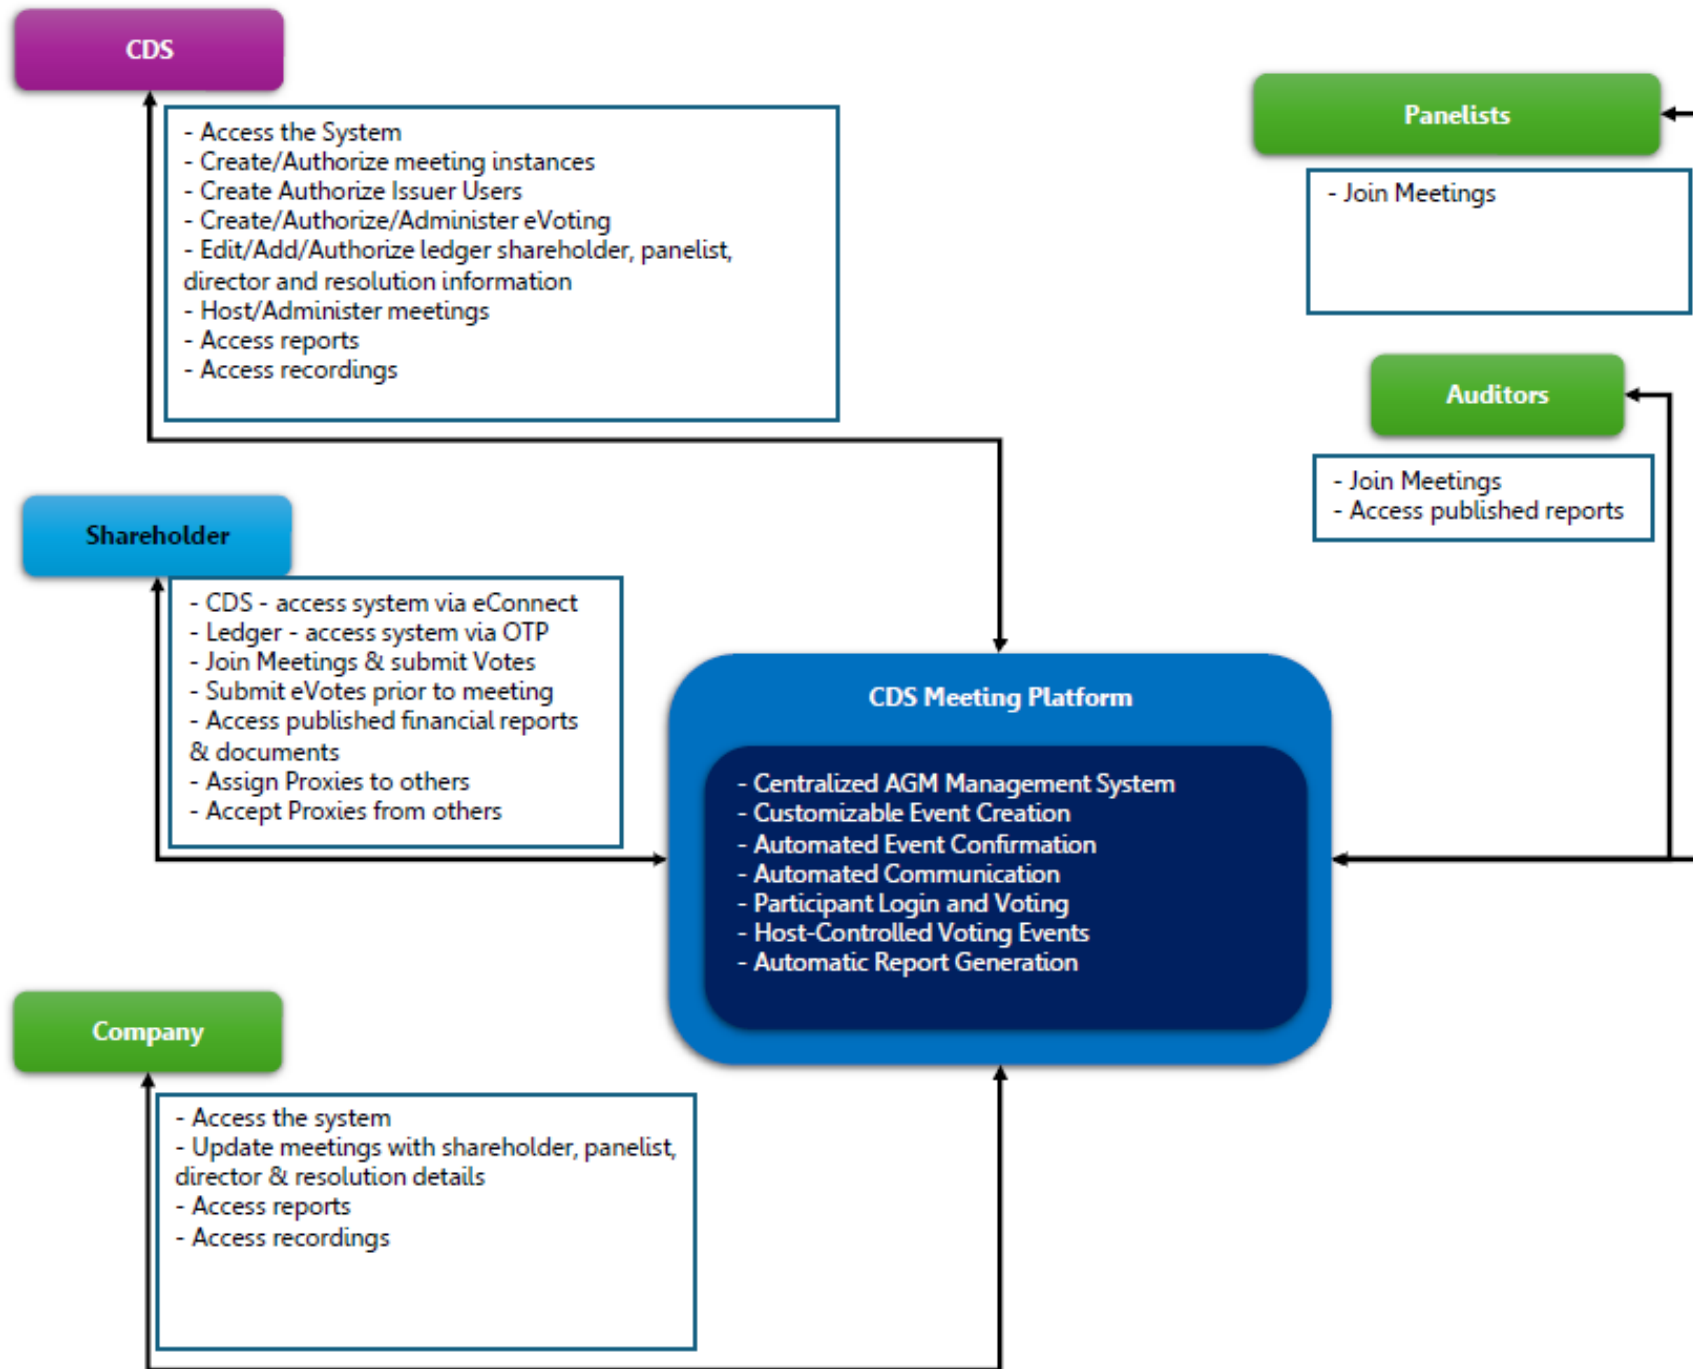 CDS
- Access the System
- Create/Authorize meeting instances
- Create Authorize Issuer Users
- Create/Authorize/Administer eVoting
- Edit/Add/Authorize ledger shareholder, panelist,
director and resolution information
- Host/Administer meetings
- Access reports
- Access recordings
Panelists
- Join Meetings
Auditors
- Join Meetings
- Access published reports
Shareholder
- CDS - access system via eConnect
- Ledger - access system via OTP
- Join Meetings & submit Votes
- Submit eVotes prior to meeting
- Access published financial reports
& documents
- Assign Proxies to others
- Accept Proxies from others
CDS Meeting Platform
- Centralized AGM Management System
- Customizable Event Creation
- Automated Event Confirmation
- Automated Communication
- Participant Login and Voting
- Host-Controlled Voting Events
- Automatic Report Generation
Company
- Access the system
- Update meetings with shareholder, panelist,
director & resolution details
- Access reports
- Access recordings